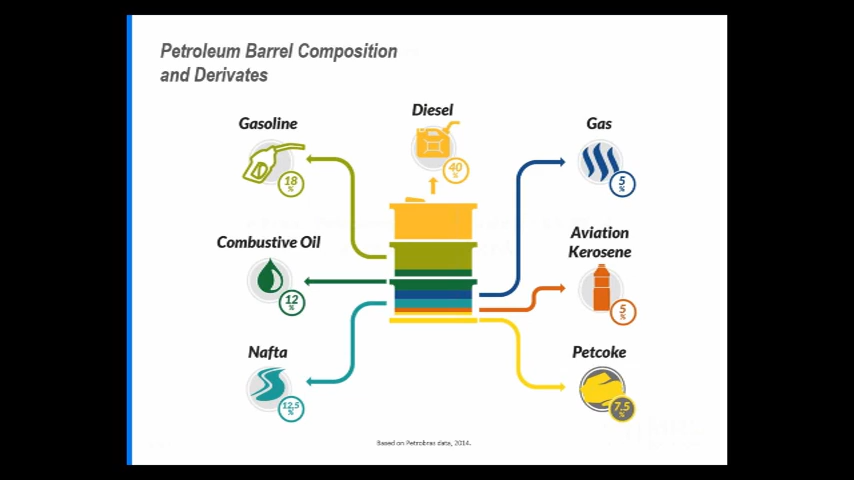 Petroleum Barrel Composition
and Derivates
Diesel
40
%
Gasoline
18
%
Gas
5
%
Combustive Oil
12
%
Aviation
Kerosene
5
%
Nafta
12,5
%
Petcoke
7,5
%
Based on Petrobras data, 2014.